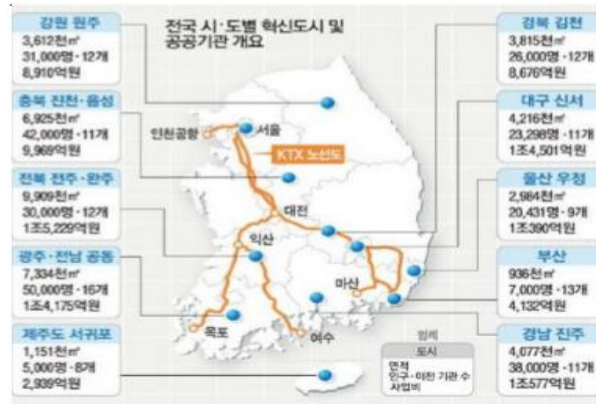 강원 원주
3,612천㎡
31,000명·12개
8,910억원
충북 진천·음성
6,925천㎡
42,000명·11개
9,969억원
전북 전주·완주
9,909천㎡
30,000명·12개
1조5,229억원
광주·전남 공동
7,334천㎡
50,000명·16개
1조4,175억원
제주도 서귀포
1,151천㎡
5,000명·8개
2,939억원
전국 시·도별 혁신도시 및
공공기관 개요
인천공항
서울
KTX 노선도
대전
익산
마산
목포
여수
범례
도시
면적
인구·이전 기관 수
사업비
경북 김천
3,815천㎡
26,000명·12개
8,676억원
대구 신서
4,216천㎡
23,298명·11개
1조4,501억원
울산 우정
2,984천㎡
20,431명·9개
1조390억원
부산
936천㎡
7,000명·13개
4,132억원
경남 진주
4,077천㎡
38,000명·11개
1조577억원